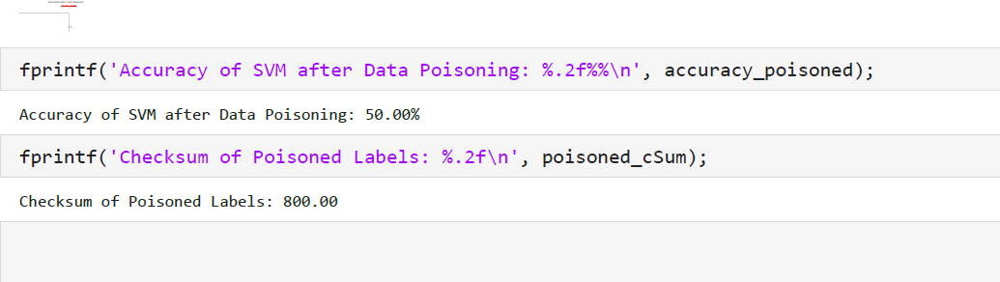 fprintf('Accuracy of SVM after Data Poisoning: %.2f%%\n', accuracy_poisoned);
Accuracy of SVM after Data Poisoning: 50.00%
fprintf('Checksum of Poisoned Labels: %.2f\n', poisoned_cSum);
Checksum of Poisoned Labels: 800.00